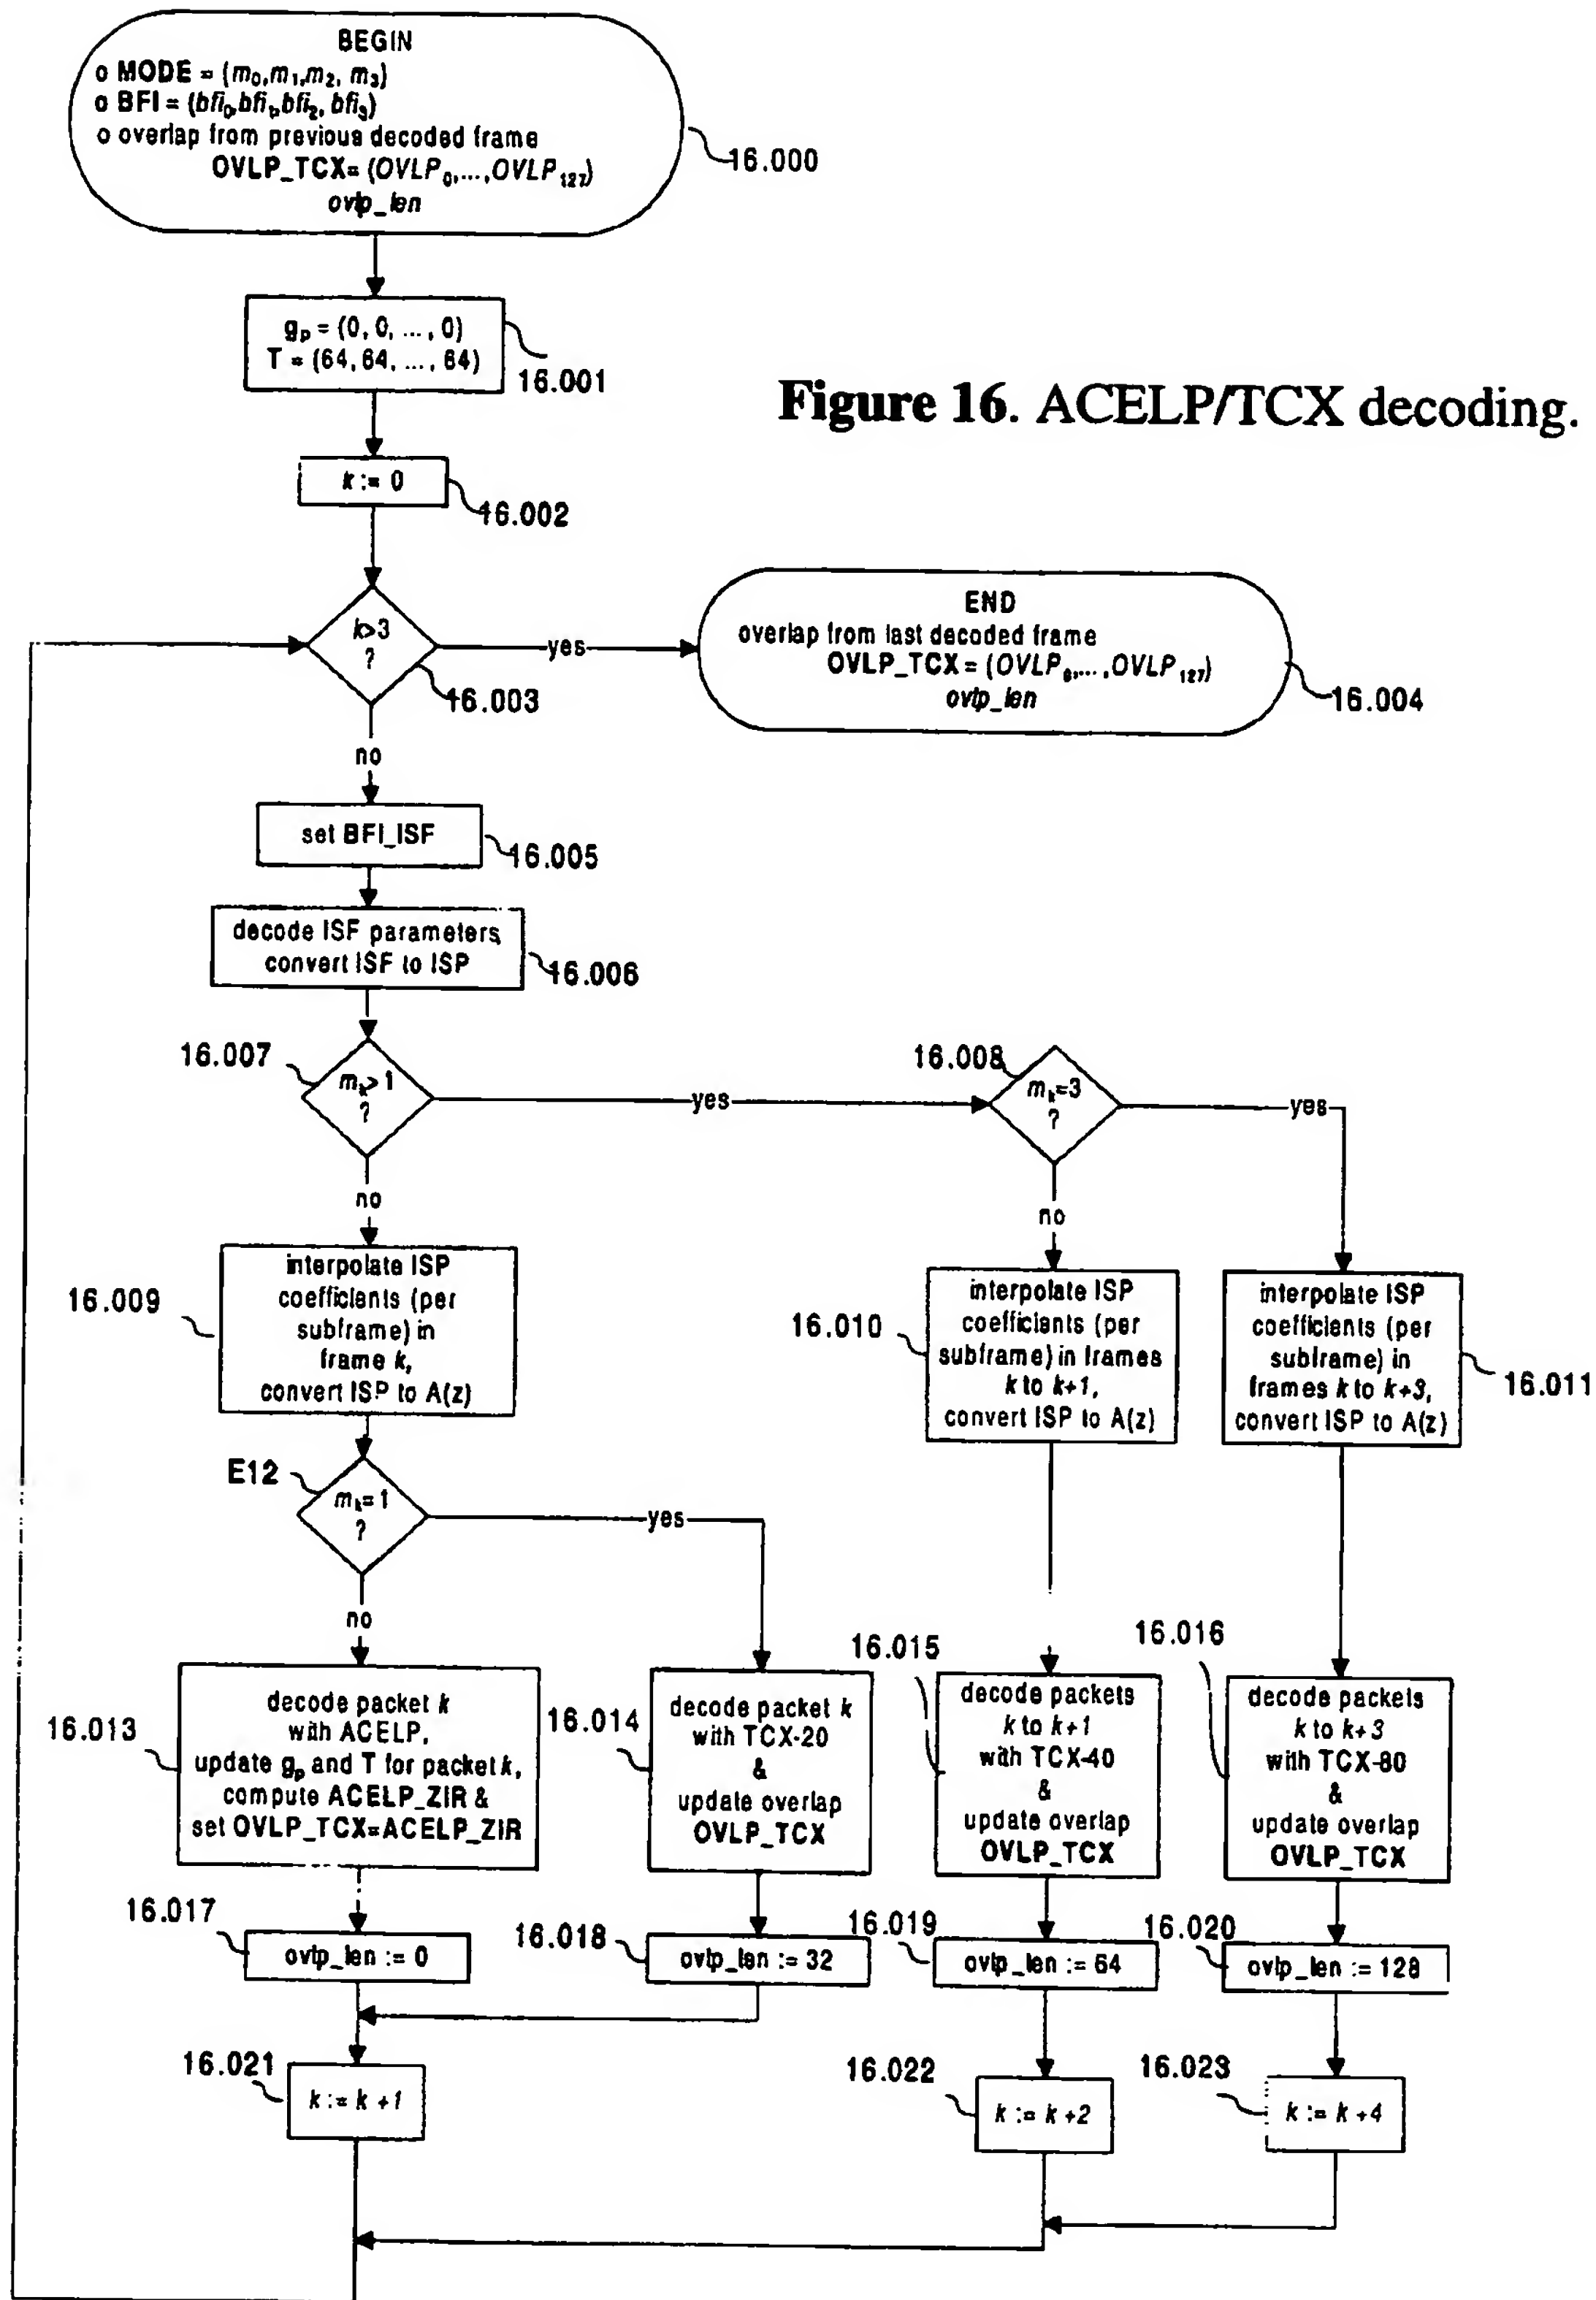 BEGIN
o MODE = (m0,m1,m2, m3)
o BFI = (bfi0,bfi1,bfi2, bfi3)
o overlap from previous decoded frame
OVLP_TCX= (OVLP0,...,OVLP127)
ovlp_len
16.000
gp = (0, 0, ... , 0)
T = (64, 64, ... , 64)
16.001
Figure 16. ACELP/TCX decoding.
k := 0
16.002
k>3
?
yes
16.003
no
END
overlap from last decoded frame
OVLP_TCX = (OVLP0,...,OVLP127)
ovlp_len
16.004
set BFI_ISF
16.005
decode ISF parameters,
convert ISF to ISP
16.006
16.007
mk>1
?
yes
no
16.008
mk=3
?
yes
no
16.009
interpolate ISP
coefficients (per
subframe) in
frame k,
convert ISP to A(z)
16.010
interpolate ISP
coefficients (per
subframe) in frames
k to k+1,
convert ISP to A(z)
interpolate ISP
coefficients (per
subframe) in
frames k to k+3,
convert ISP to A(z)
16.011
E12
mk=1
?
yes
no
16.013
decode packet k
with ACELP,
update gp and T for packet k,
compute ACELP_ZIR &
set OVLP_TCX=ACELP_ZIR
16.014
decode packet k
with TCX-20
&
update overlap
OVLP_TCX
16.015
decode packets
k to k+1
with TCX-40
&
update overlap
OVLP_TCX
16.016
decode packets
k to k+3
with TCX-80
&
update overlap
OVLP_TCX
16.017
ovlp_len := 0
16.018
ovlp_len := 32
16.019
ovlp_len := 64
16.020
ovlp_len := 128
16.021
k := k +1
16.022
k := k +2
16.023
k := k +4